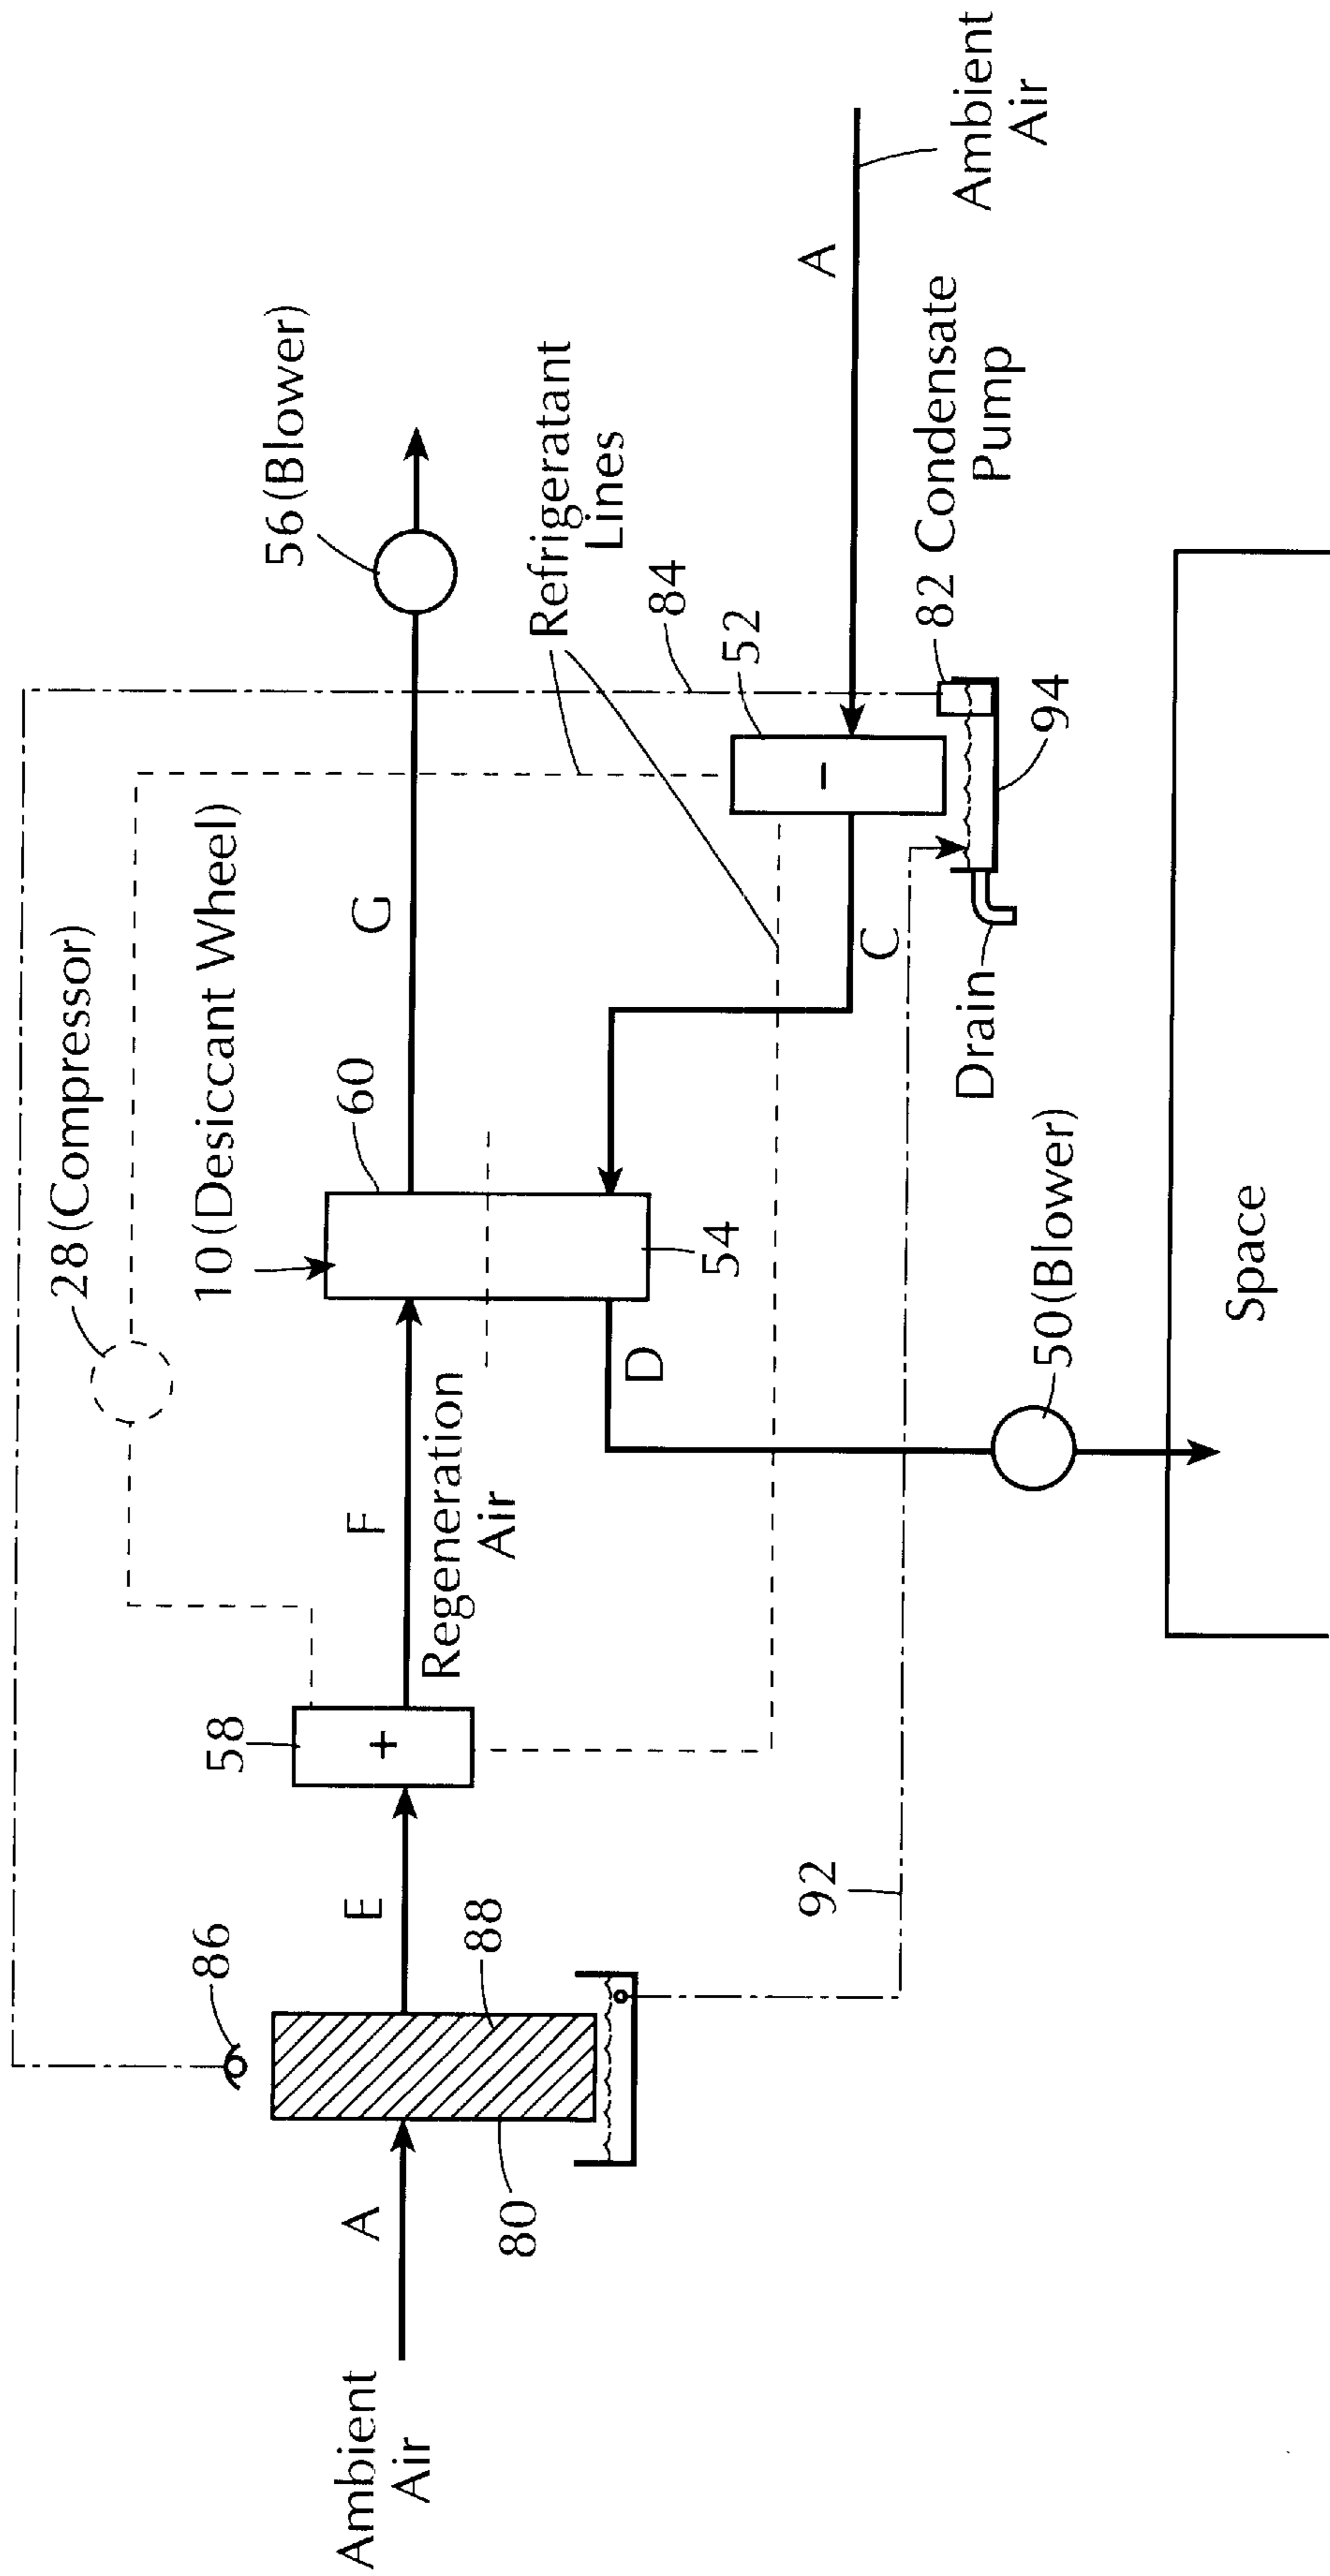 28 (Compressor)
10 (Desiccant Wheel)
56 (Blower)
86
58
60
G
A
E
F
Ambient
Air
Regeneration
Air
Refrigeratant
Lines
88
80
54
D
84
52
A
Ambient
Air
92
C
82 Condensate
Pump
Drain
94
50 (Blower)
Space